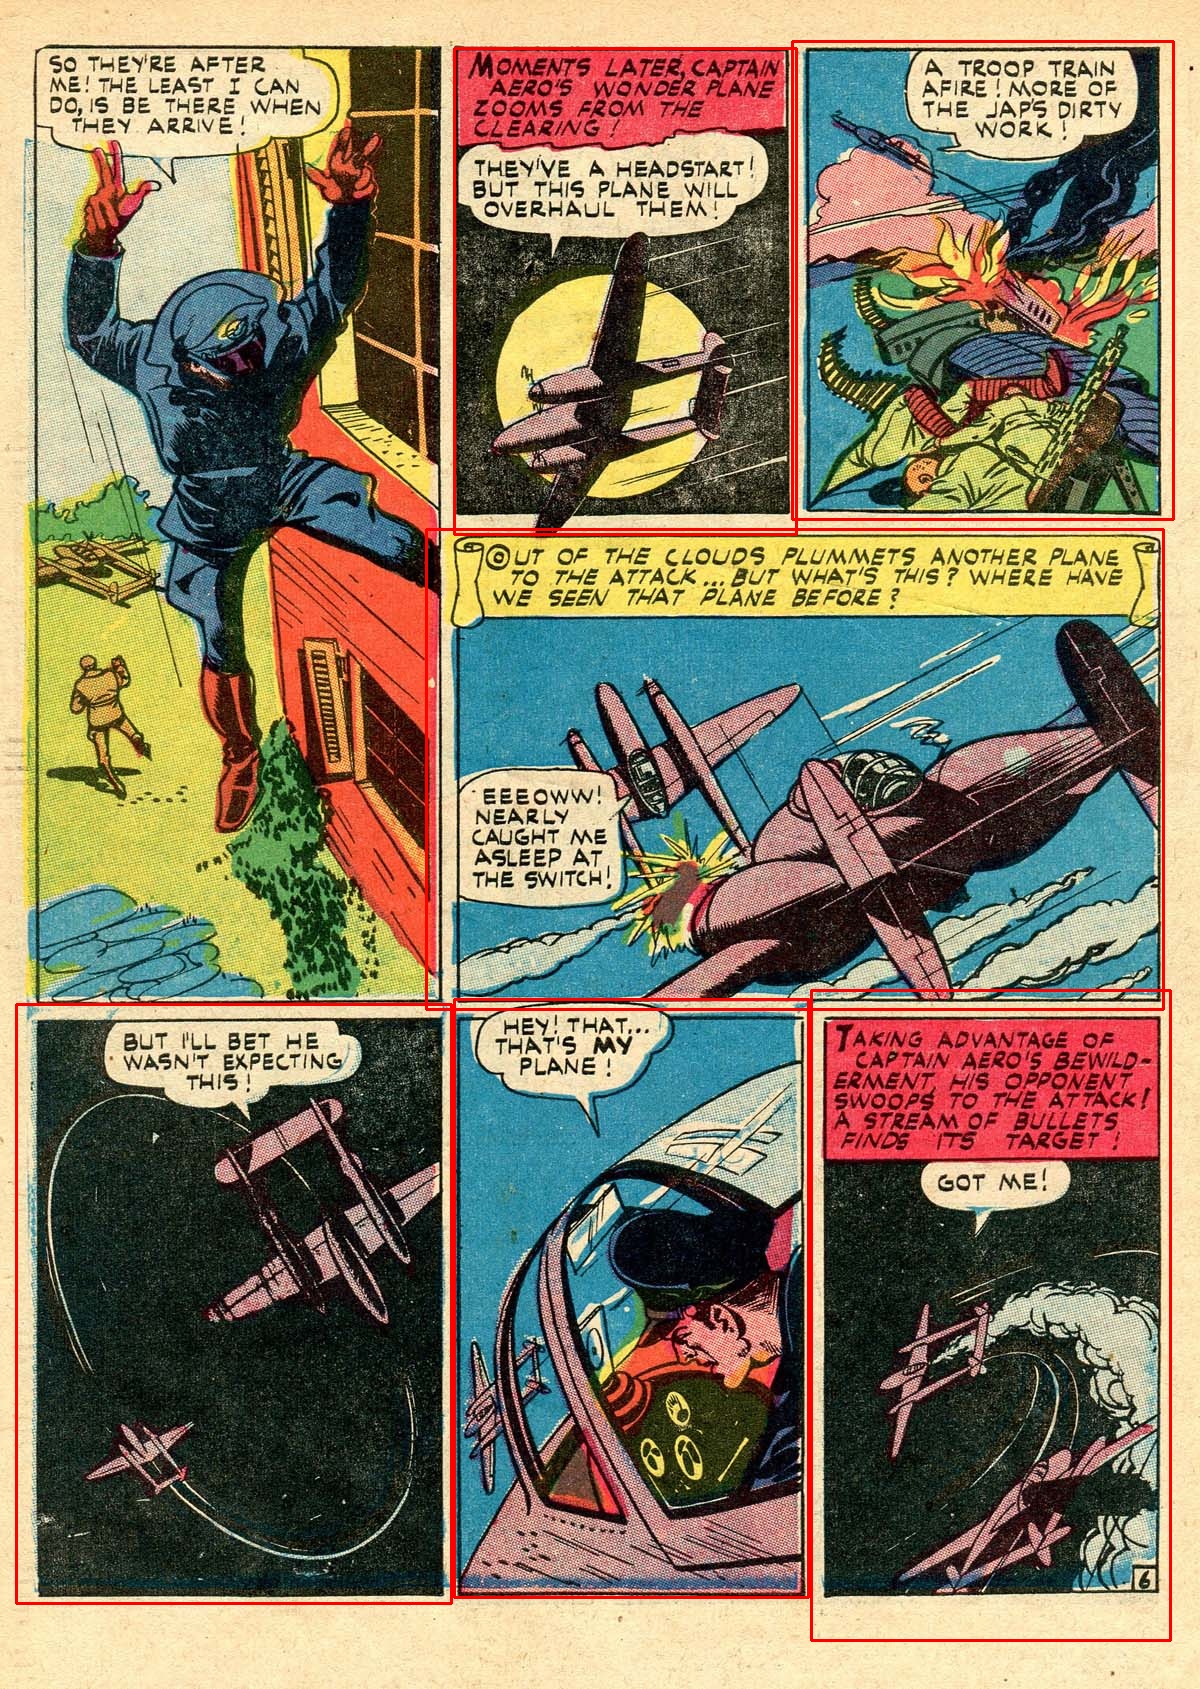 SO THEY'RE AFTER
ME! THE LEAST I CAN
DO, IS BE THERE WHEN
THEY ARRIVE!
MOMENTS LATER, CAPTAIN
AERO'S WONDER PLANE
ZOOMS FROM THE
CLEARING!
THEY'VE A HEADSTART!
BUT THIS PLANE WILL
OVERHAUL THEM!
A TROOP TRAIN
AFIRE! MORE OF
THE JAP'S DIRTY
WORK!
OUT OF THE CLOUDS PLUMMETS ANOTHER PLANE
TO THE ATTACK... BUT WHAT'S THIS? WHERE HAVE
WE SEEN THAT PLANE BEFORE?
EEEOWW!
NEARLY
CAUGHT ME
ASLEEP AT
THE SWITCH!
BUT I'LL BET HE
WASN'T EXPECTING
THIS!
HEY! THAT...
THAT'S MY
PLANE!
TAKING ADVANTAGE OF
CAPTAIN AERO'S BEWILD-
ERMENT, HIS OPPONENT
SWOOPS TO THE ATTACK!
A STREAM OF BULLETS
FINDS ITS TARGET!
GOT ME!
6